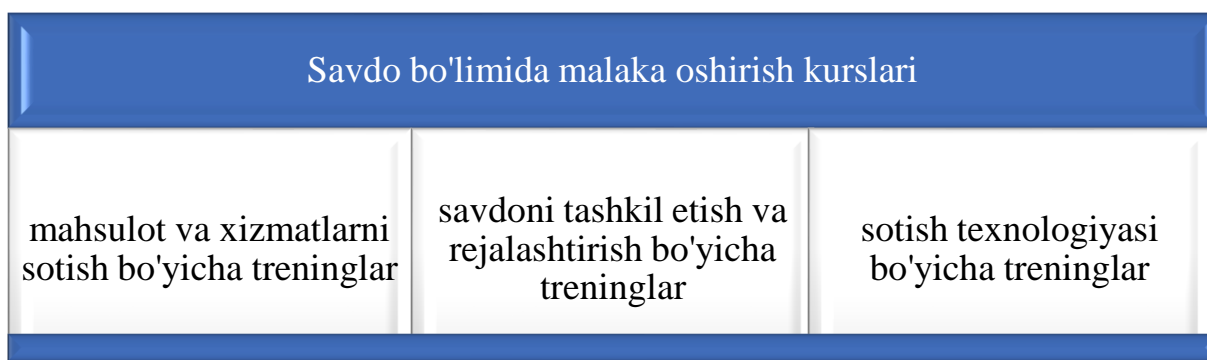 Savdo bo'limida malaka oshirish kurslari
mahsulot va xizmatlarni
sotish bo'yicha treninglar
savdoni tashkil etish va
rejalashtirish bo'yicha
treninglar
sotish texnologiyasi
bo'yicha treninglar